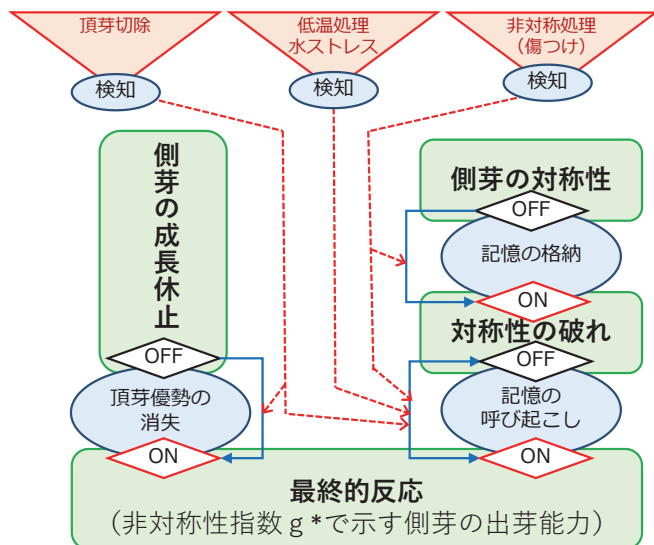 頂芽切除
低温処理
水ストレス
非対称処理
(傷つけ)
検知
検知
検知
側芽の成長休止
側芽の対称性
OFF
記憶の格納
ON
対称性の破れ
OFF
OFF
頂芽優勢の
消失
記憶の
呼び起こし
ON
ON
最終的反応
(非対称性指数g*で示す側芽の出芽能力)